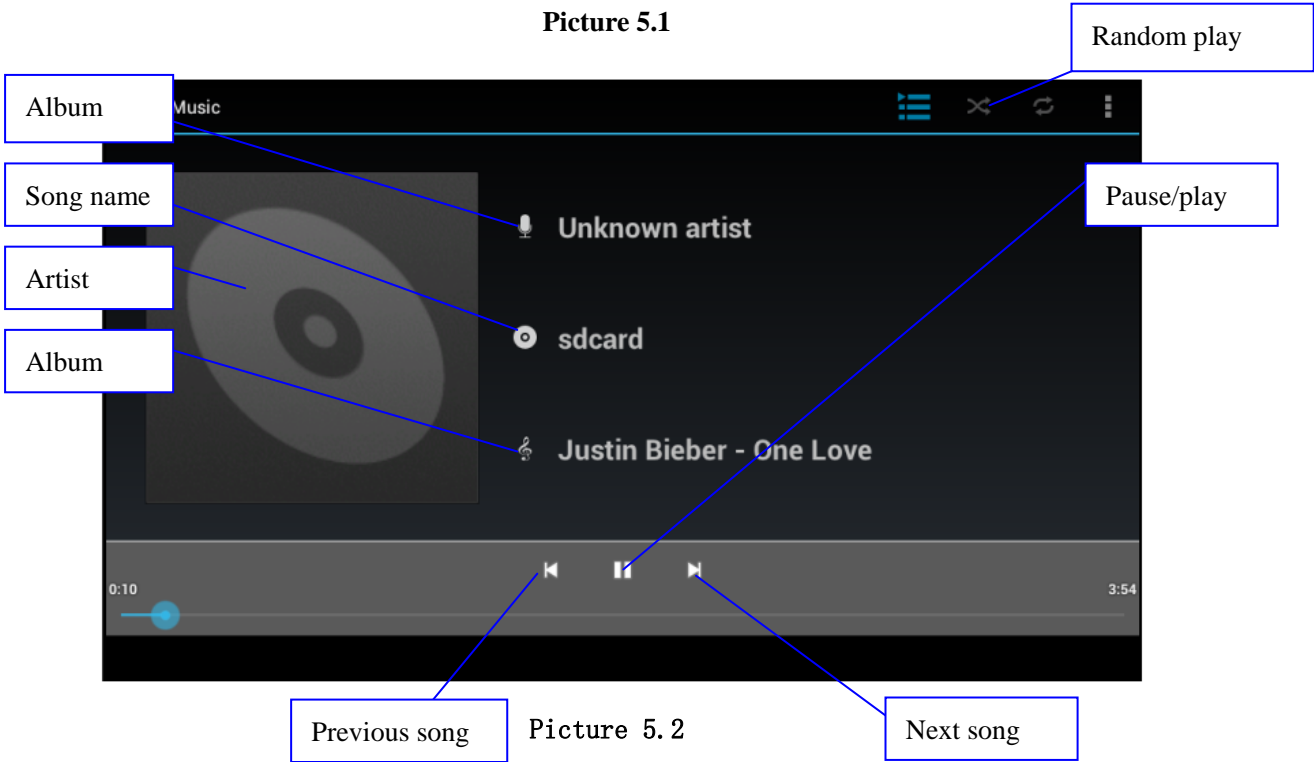 Picture 5.1
Random play
Album
Music
Song name
Pause/play
Unknown artist
Artist
sdcard
Album
Justin Bieber - One Love
0:10
3:54
Previous song
Picture 5.2
Next song